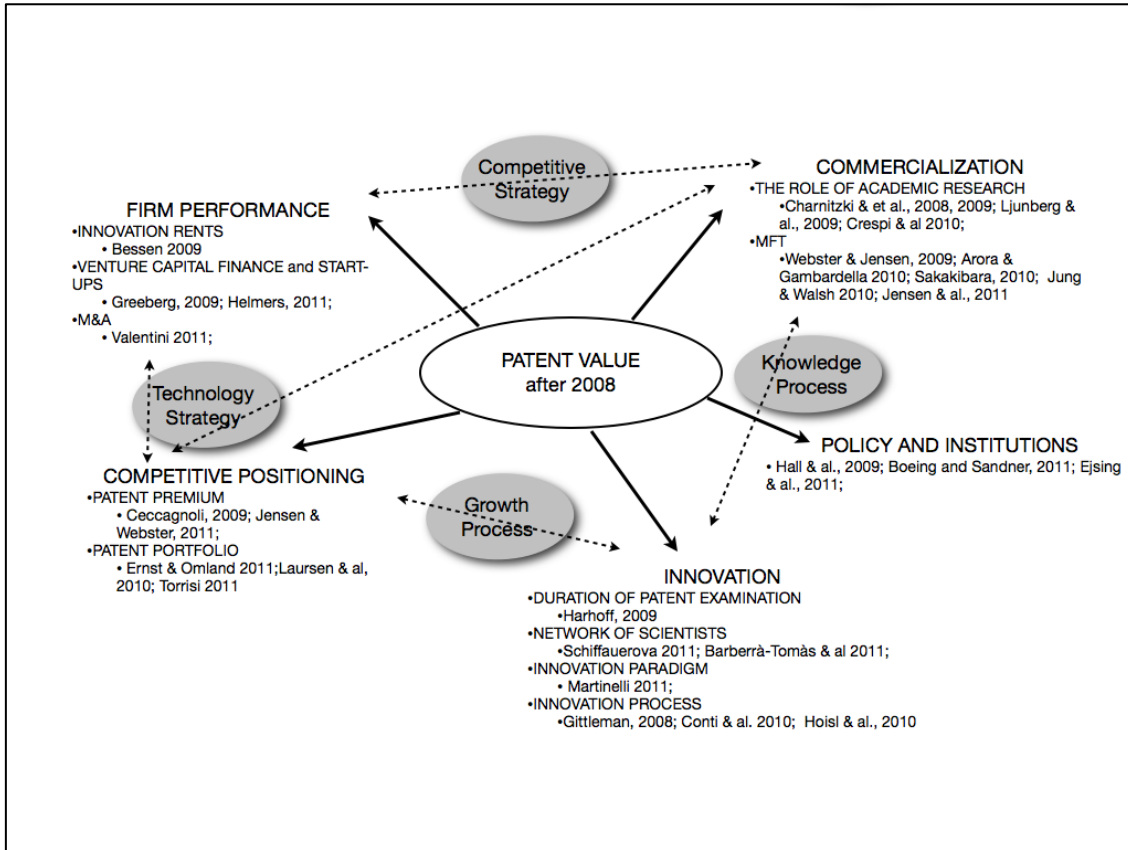 Competitive
Strategy
COMMERCIALIZATION
•THE ROLE OF ACADEMIC RESEARCH
•Charnitzki & et al., 2008, 2009; Ljunberg &
al., 2009; Crespi & al 2010;
•MFT
•Webster & Jensen, 2009; Arora &
Gambardella 2010; Sakakibara, 2010; Jung
& Walsh 2010; Jensen & al., 2011
FIRM PERFORMANCE
•INNOVATION RENTS
• Bessen 2009
•VENTURE CAPITAL FINANCE and START-
UPS
• Greeberg, 2009; Helmers, 2011;
•M&A
• Valentini 2011;
PATENT VALUE
after 2008
Knowledge
Process
Technology
Strategy
POLICY AND INSTITUTIONS
• Hall & al., 2009; Boeing and Sandner, 2011; Ejsing
& al., 2011;
COMPETITIVE POSITIONING
•PATENT PREMIUM
• Ceccagnoli, 2009; Jensen &
Webster, 2011;
•PATENT PORTFOLIO
• Ernst & Omland 2011;Laursen & al,
2010; Torrisi 2011
Growth
Process
INNOVATION
•DURATION OF PATENT EXAMINATION
•Harhoff, 2009
•NETWORK OF SCIENTISTS
•Schiffauerova 2011; Barberrà-Tomàs & al 2011;
•INNOVATION PARADIGM
• Martinelli 2011;
•INNOVATION PROCESS
•Gittleman, 2008; Conti & al. 2010; Hoisl & al., 2010